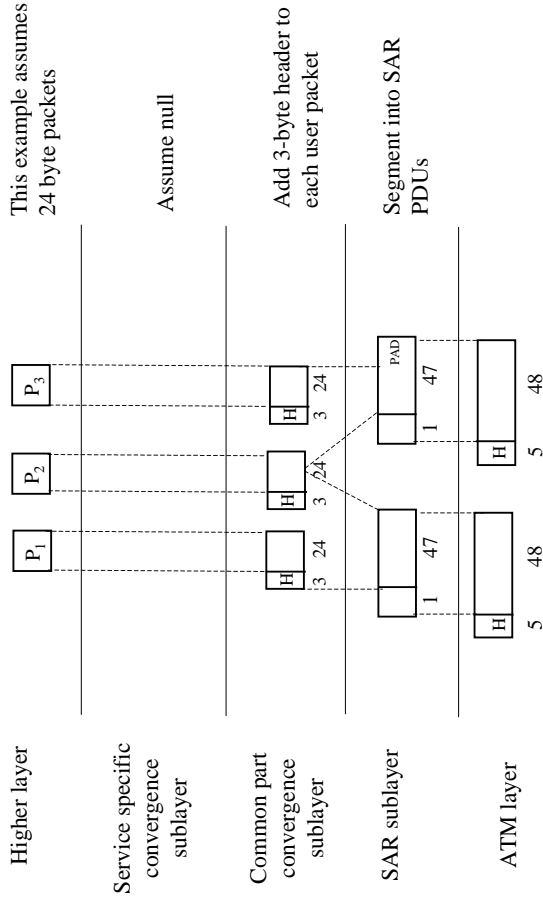 Higher layer
P1
P2
P3
This example assumes
24 byte packets
Service specific
convergence
sublayer
Assume null
Common part
convergence
sublayer
H
H
H
3
24
3
24
3
24
Add 3-byte header to
each user packet
SAR sublayer
PAD
1
47
1
47
Segment into SAR
PDUs
ATM layer
H
H
5
48
5
48